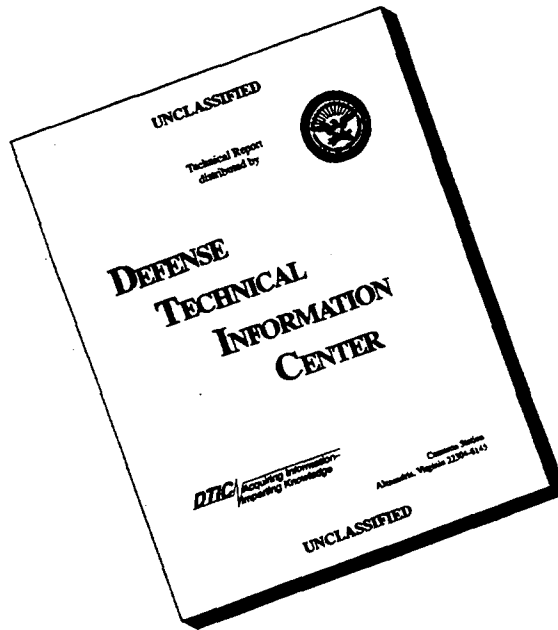 UNCLASSIFIED
Technical Report
distributed by
DEFENSE
TECHNICAL
INFORMATION
CENTER
DTIC Acquiring Information-
Imparting Knowledge
Cameron Station
Alexandria, Virginia 22304-6145
UNCLASSIFIED